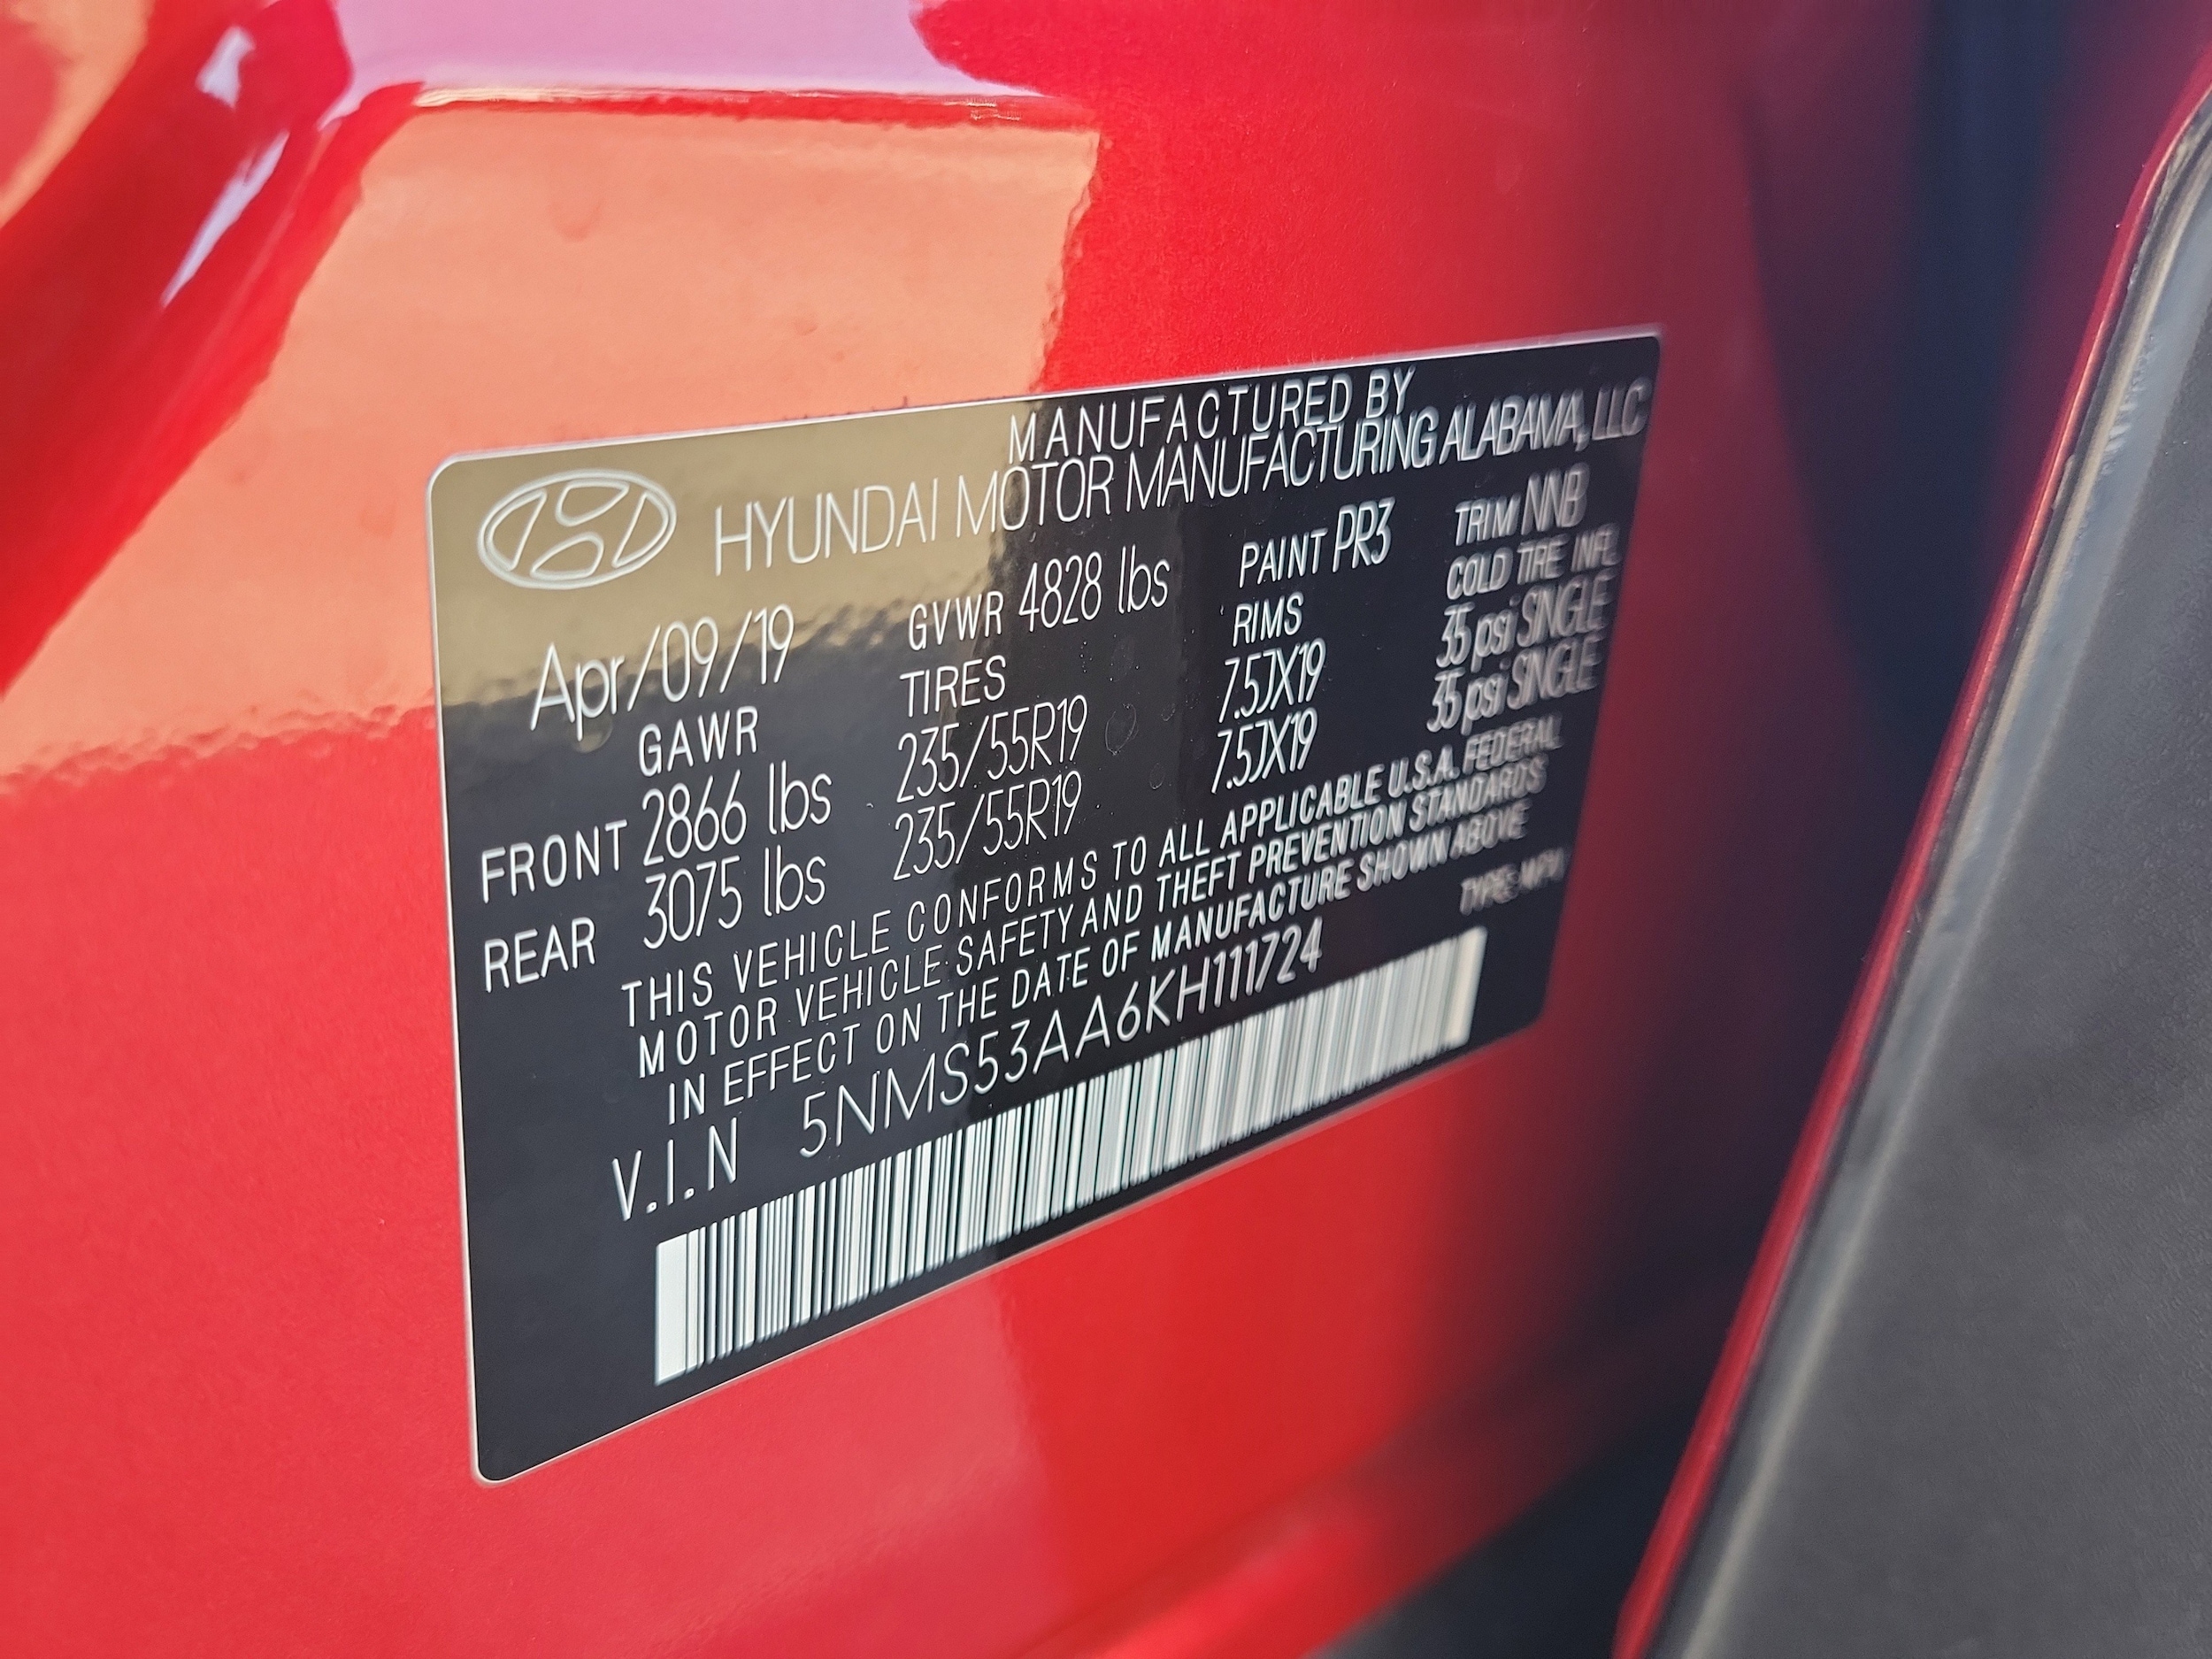 MANUFACTURED BY
HYUNDAI MOTOR MANUFACTURING ALABAMA, LLC
Apr/09/19 GVWR 4828 lbs PAINT PR3 TRIM NNB
GAWR TIRES RIMS COLD TIRE INFL
FRONT 2866 lbs 235/55R19 7.5JX19 35 psi SINGLE
REAR 3075 lbs 235/55R19 7.5JX19 35 psi SINGLE
THIS VEHICLE CONFORMS TO ALL APPLICABLE U.S.A. FEDERAL
MOTOR VEHICLE SAFETY AND THEFT PREVENTION STANDARDS
IN EFFECT ON THE DATE OF MANUFACTURE SHOWN ABOVE
V.I.N 5NMS53AA6KH111724 TYPE: MPV